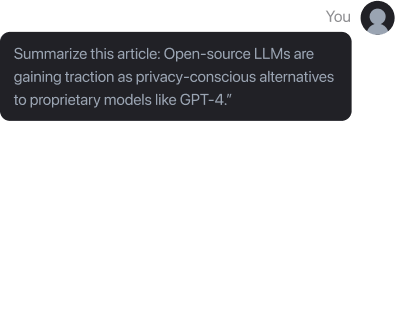 You
Summarize this article: Open-source LLMs are
gaining traction as privacy-conscious alternatives
to proprietary models like GPT-4.”